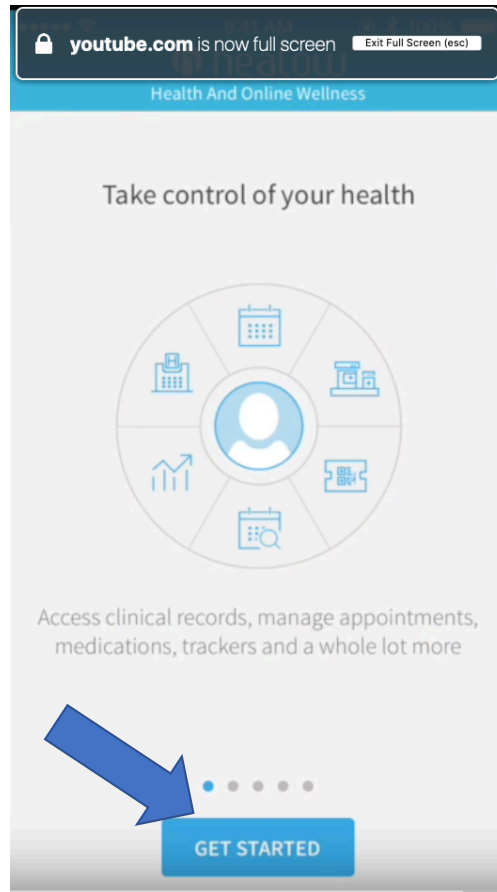 youtube.com is now full screen Exit Full Screen (esc)
healow
Health And Online Wellness
Take control of your health
Access clinical records, manage appointments,
medications, trackers and a whole lot more
GET STARTED